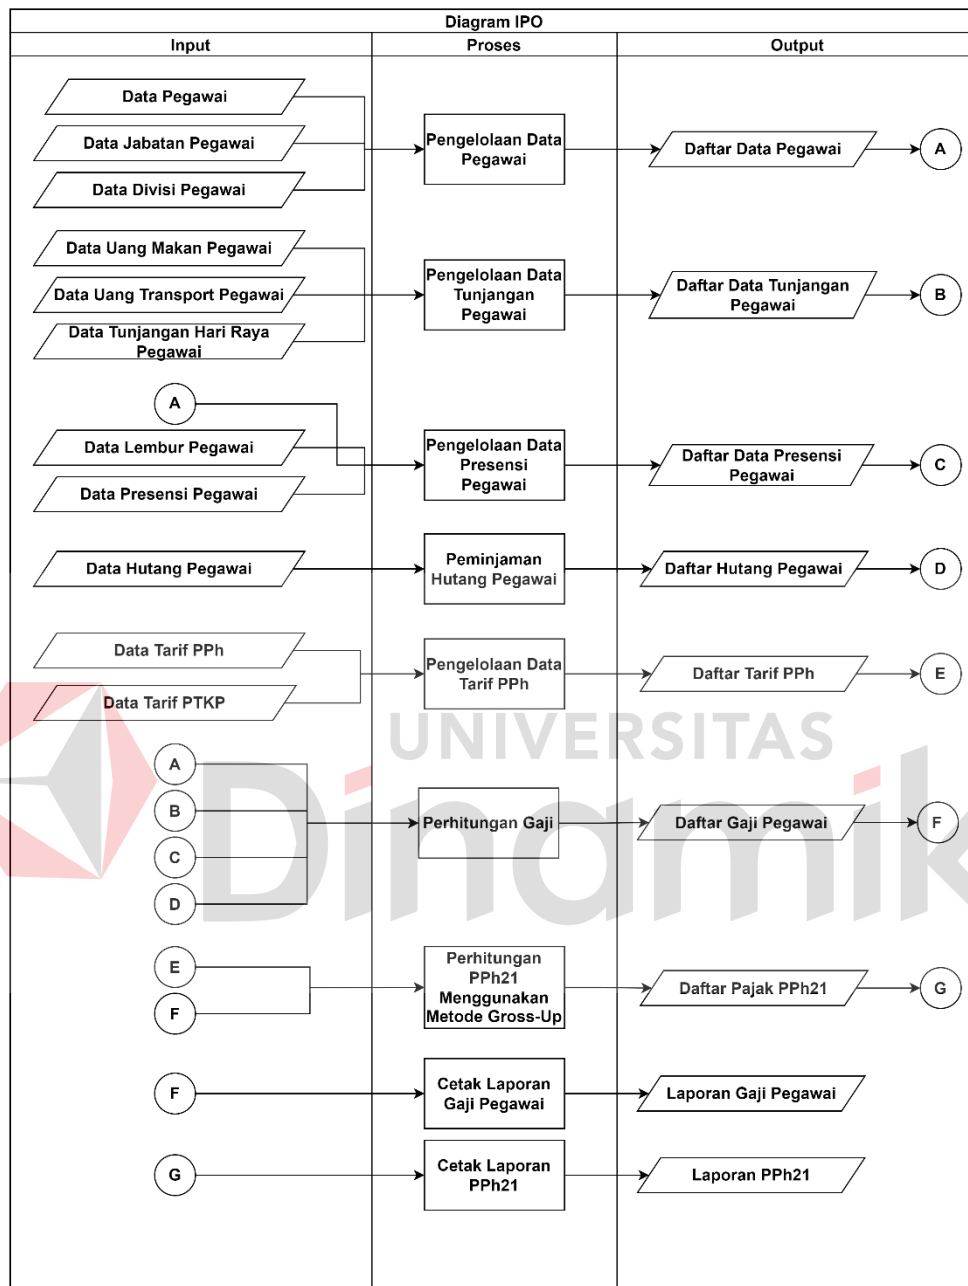 Diagram IPO
Input
Proses
Output
Data Pegawai
Data Jabatan Pegawai
Data Divisi Pegawai
Pengelolaan Data
Pegawai
Daftar Data Pegawai
A
Data Uang Makan Pegawai
Data Uang Transport Pegawai
Data Tunjangan Hari Raya
Pegawai
Pengelolaan Data
Tunjangan
Pegawai
Daftar Data Tunjangan
Pegawai
B
A
Data Lembur Pegawai
Data Presensi Pegawai
Pengelolaan Data
Presensi
Pegawai
Daftar Data Presensi
Pegawai
C
Data Hutang Pegawai
Peminjaman
Hutang Pegawai
Daftar Hutang Pegawai
D
Data Tarif PPh
Data Tarif PTKP
Pengelolaan Data
Tarif PPh
Daftar Tarif PPh
E
UNIVERSITAS
Dinamika
A
B
C
D
Perhitungan Gaji
Daftar Gaji Pegawai
F
E
F
Perhitungan
PPh21
Menggunakan
Metode Gross-Up
Daftar Pajak PPh21
G
F
Cetak Laporan
Gaji Pegawai
Laporan Gaji Pegawai
G
Cetak Laporan
PPh21
Laporan PPh21